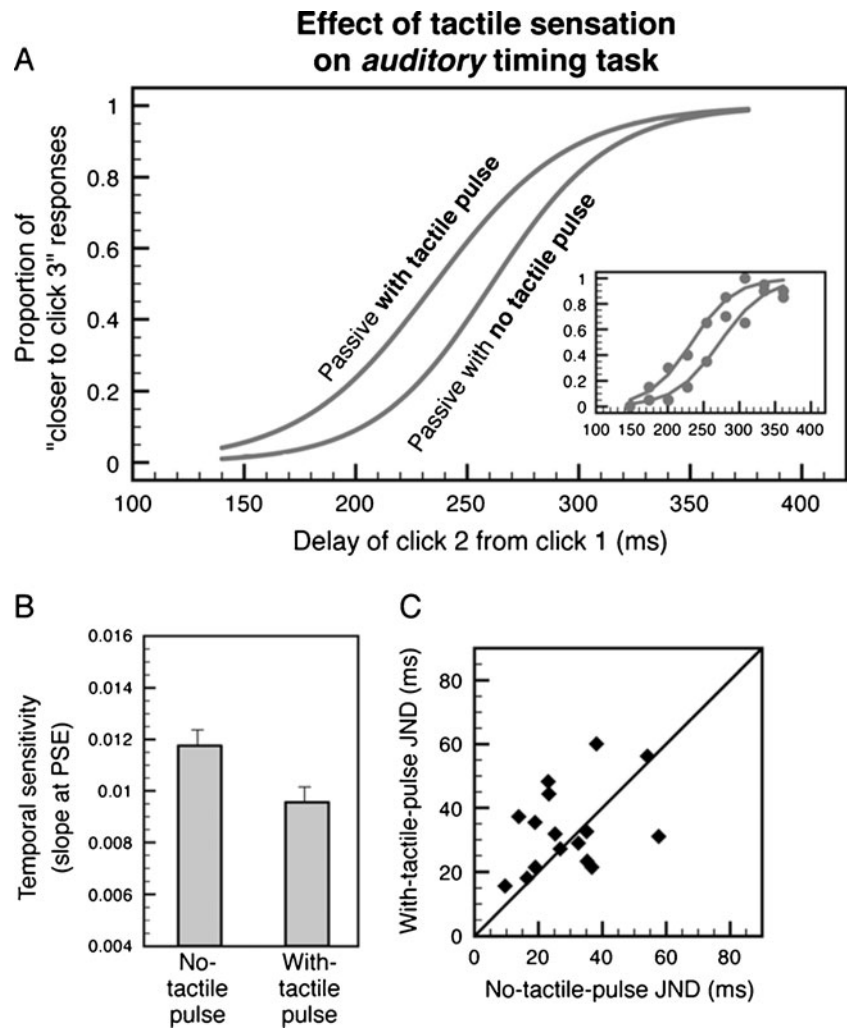 Effect of tactile sensation
on auditory timing task
A
Proportion of
"closer to click 3" responses
1
0.8
0.6
0.4
0.2
0
Passive with tactile pulse
Passive with no tactile pulse
1
0.8
0.6
0.4
0.2
0
100 150 200 250 300 350 400
100 150 200 250 300 350 400
Delay of click 2 from click 1 (ms)
B
Temporal sensitivity
(slope at PSE)
0.016
0.014
0.012
0.01
0.008
0.006
0.004
No-
tactile
pulse
With-
tactile
pulse
C
With-tactile-pulse JND (ms)
80
60
40
20
0
0 20 40 60 80
No-tactile-pulse JND (ms)